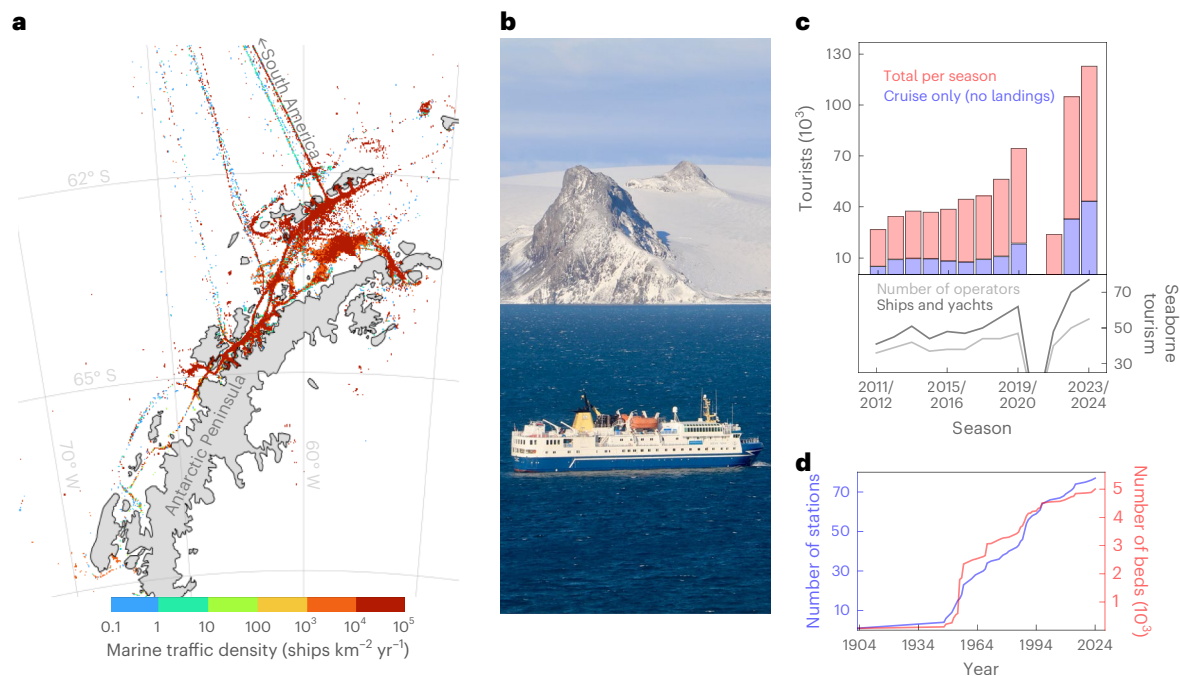 a
← South America
62° S
65° S
Antarctic Peninsula
70° W
60° W
0.1 1 10 100 10³ 10⁴ 10⁵
Marine traffic density (ships km⁻² yr⁻¹)
b
c
Tourists (10³)
130
100
70
40
10
Total per season
Cruise only (no landings)
Number of operators
Ships and yachts
70
50
30
Seaborne
tourism
2011/ 2015/ 2019/ 2023/
2012 2016 2020 2024
Season
d
Number of stations
70
50
30
10
5
4
3
2
1
Number of beds (10³)
1904 1934 1964 1994 2024
Year